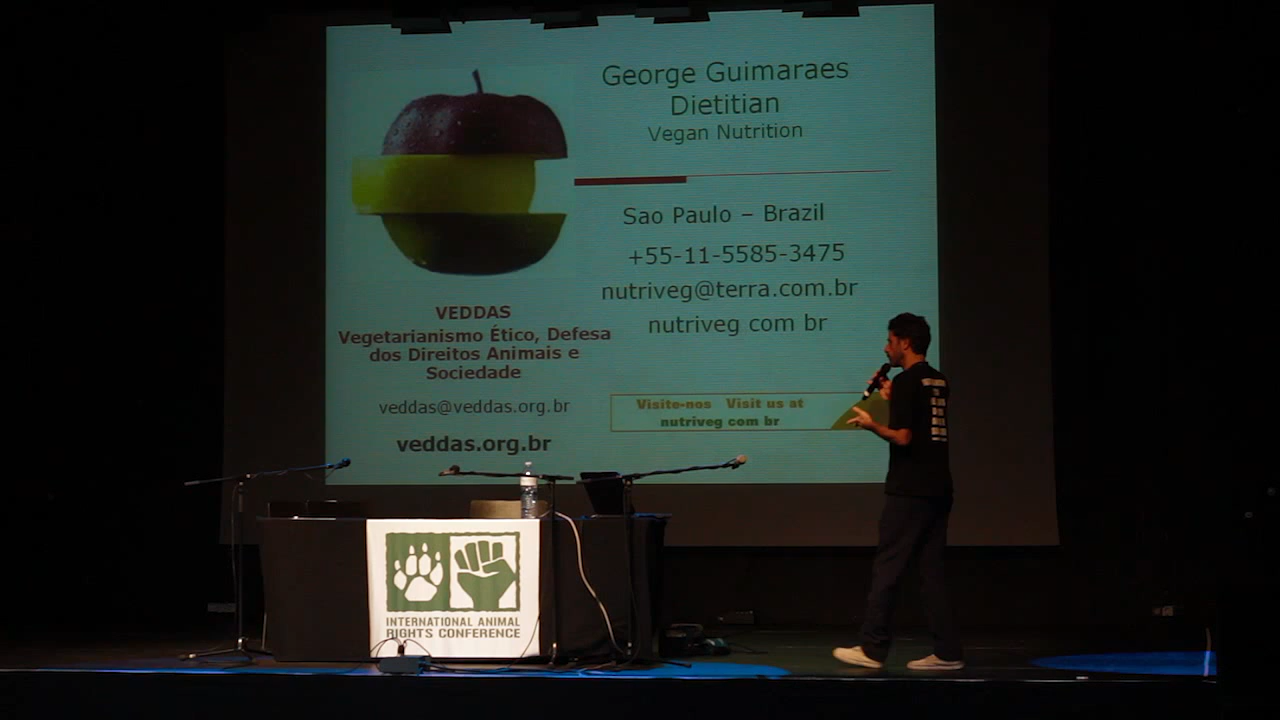 George Guimaraes
Dietitian
Vegan Nutrition
Sao Paulo – Brazil
+55-11-5585-3475
nutriveg@terra.com.br
nutriveg com br
VEDDAS
Vegetarianismo Ético, Defesa
dos Direitos Animais e
Sociedade
veddas@veddas.org.br
veddas.org.br
Visite-nos Visit us at
nutriveg com br
INTERNATIONAL ANIMAL
RIGHTS CONFERENCE